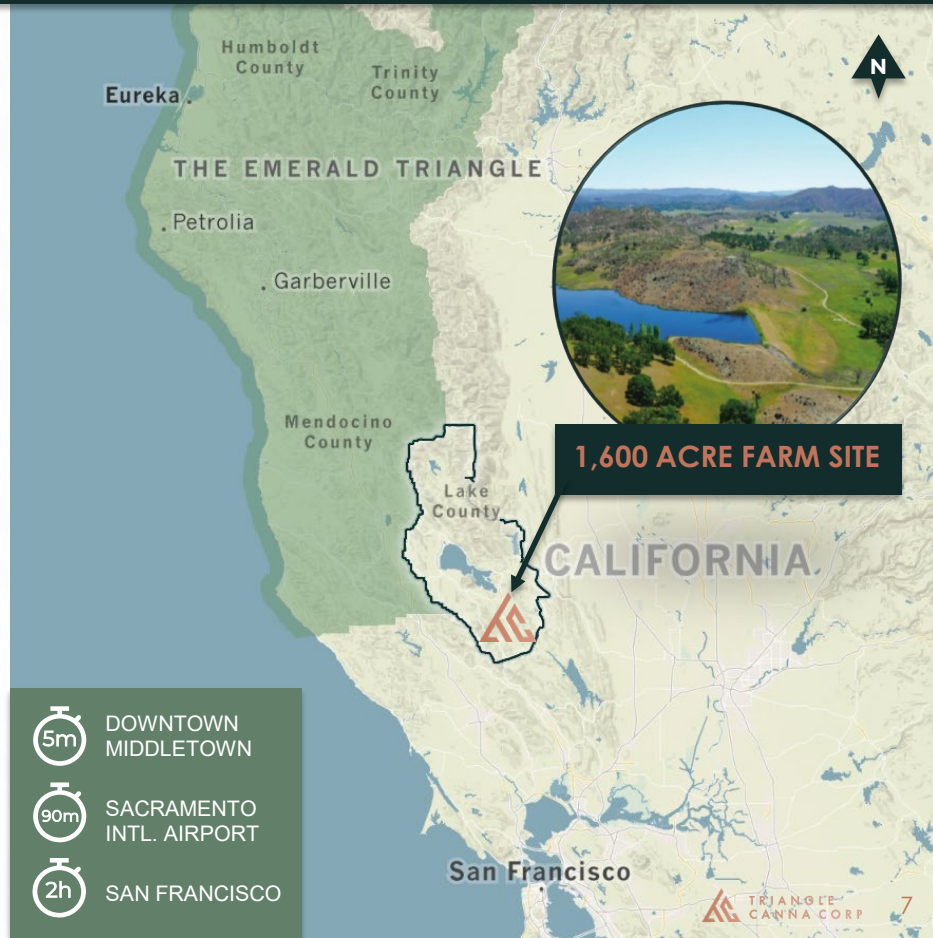 Humboldt
County
Trinity
County
N
Eureka
THE EMERALD TRIANGLE
Petrolia
Garberville
Mendocino
County
1,600 ACRE FARM SITE
Lake
County
CALIFORNIA
5m
DOWNTOWN
MIDDLETOWN
90m
SACRAMENTO
INTL. AIRPORT
2h
SAN FRANCISCO
San Francisco
TRIANGLE
CANNA CORP
7